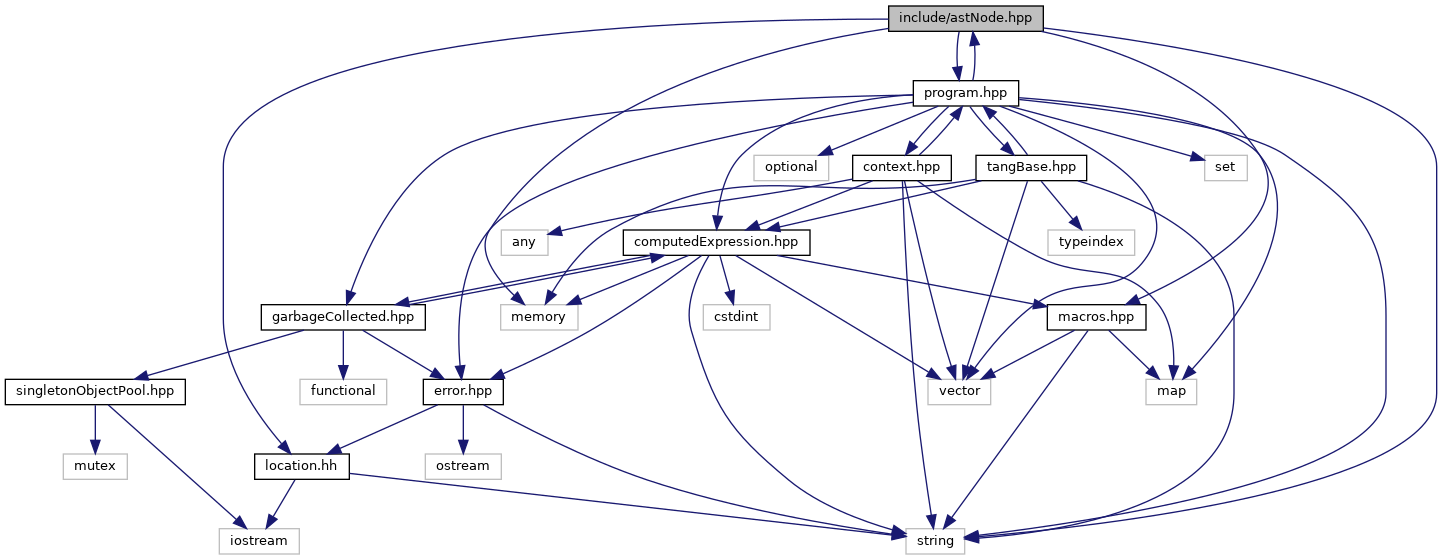 include/astNode.hpp
program.hpp
optional
context.hpp
tangBase.hpp
set
any
computedExpression.hpp
typeindex
garbageCollected.hpp
memory
cstdint
macros.hpp
singletonObjectPool.hpp
functional
error.hpp
vector
map
mutex
location.hh
ostream
iostream
string